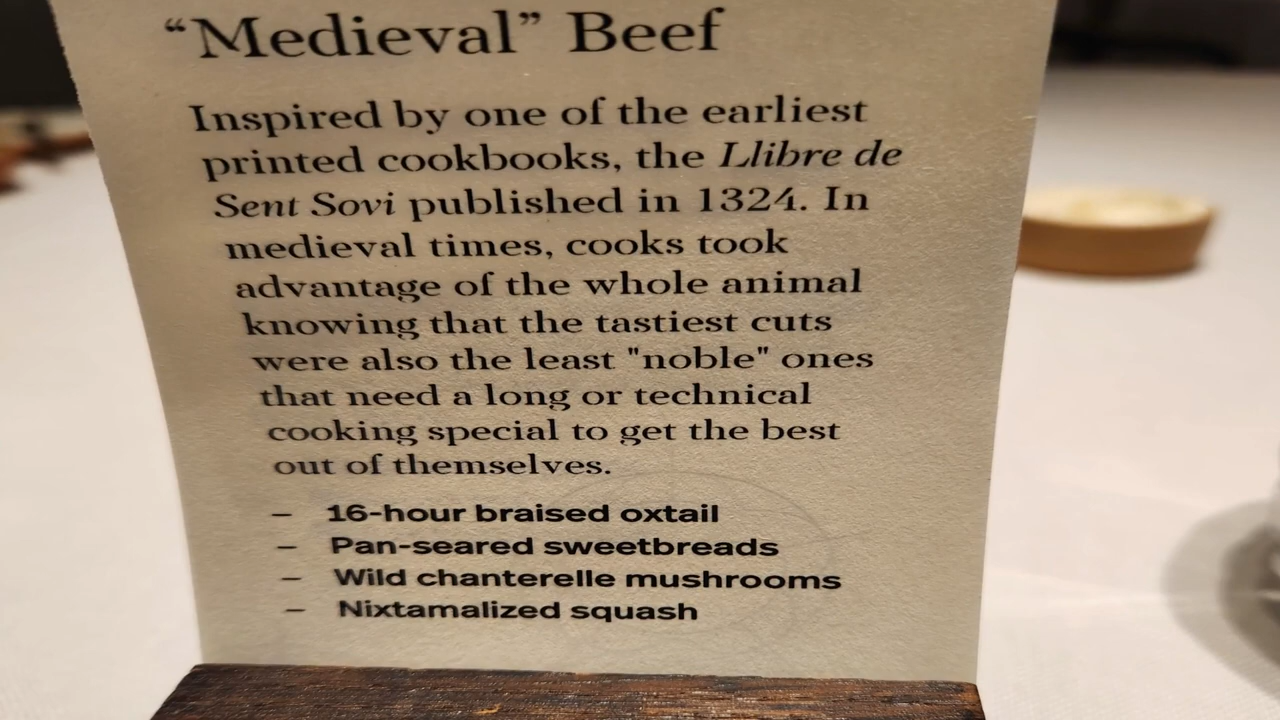 “Medieval” Beef
Inspired by one of the earliest
printed cookbooks, the Llibre de
Sent Sovi published in 1324. In
medieval times, cooks took
advantage of the whole animal
knowing that the tastiest cuts
were also the least "noble" ones
that need a long or technical
cooking special to get the best
out of themselves.
– 16-hour braised oxtail
– Pan-seared sweetbreads
– Wild chanterelle mushrooms
– Nixtamalized squash